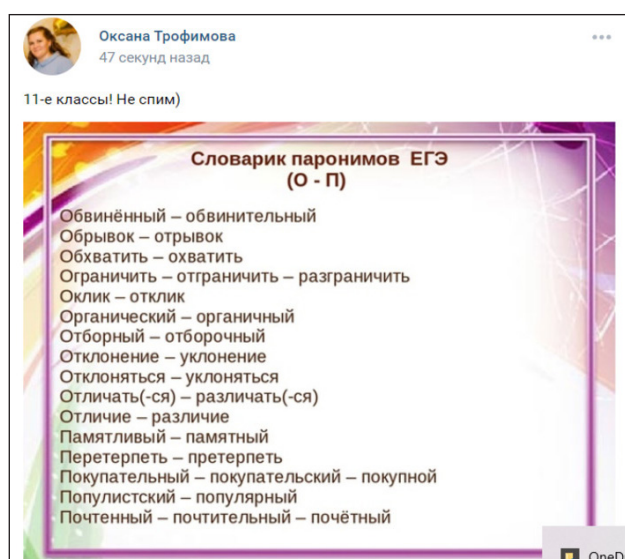 Оксана Трофимова
47 секунд назад
11-е классы! Не спим)
Словарик паронимов ЕГЭ
(О - П)
Обвинённый – обвинительный
Обрывок – отрывок
Обхватить – охватить
Ограничить – отграничить – разграничить
Оклик – отклик
Органический – органичный
Отборный – отборочный
Отклонение – уклонение
Отклоняться – уклоняться
Отличать(-ся) – различать(-ся)
Отличие – различие
Памятливый – памятный
Перетерпеть – претерпеть
Покупательный – покупательский – покупной
Популистский – популярный
Почтенный – почтительный – почётный
OneD